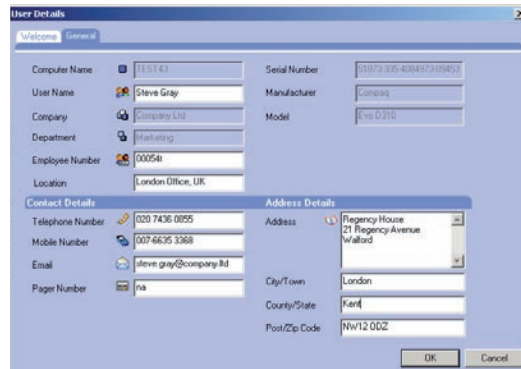 User Details
Welcome General
Computer Name TEST43
User Name Steve Gray
Company Company Ltd
Department Marketing
Employee Number 00054t
Location London Office, UK
Serial Number
Manufacturer Compaq
Model Evo D310
Contact Details
Telephone Number 020 7436 0855
Mobile Number 007-6635 3368
Email steve.gray@company.ltd
Pager Number na
Address Details
Address Regency House
21 Regency Avenue
Walford
City/Town London
County/State Kent
Post/Zip Code NW12 0DZ
OK Cancel